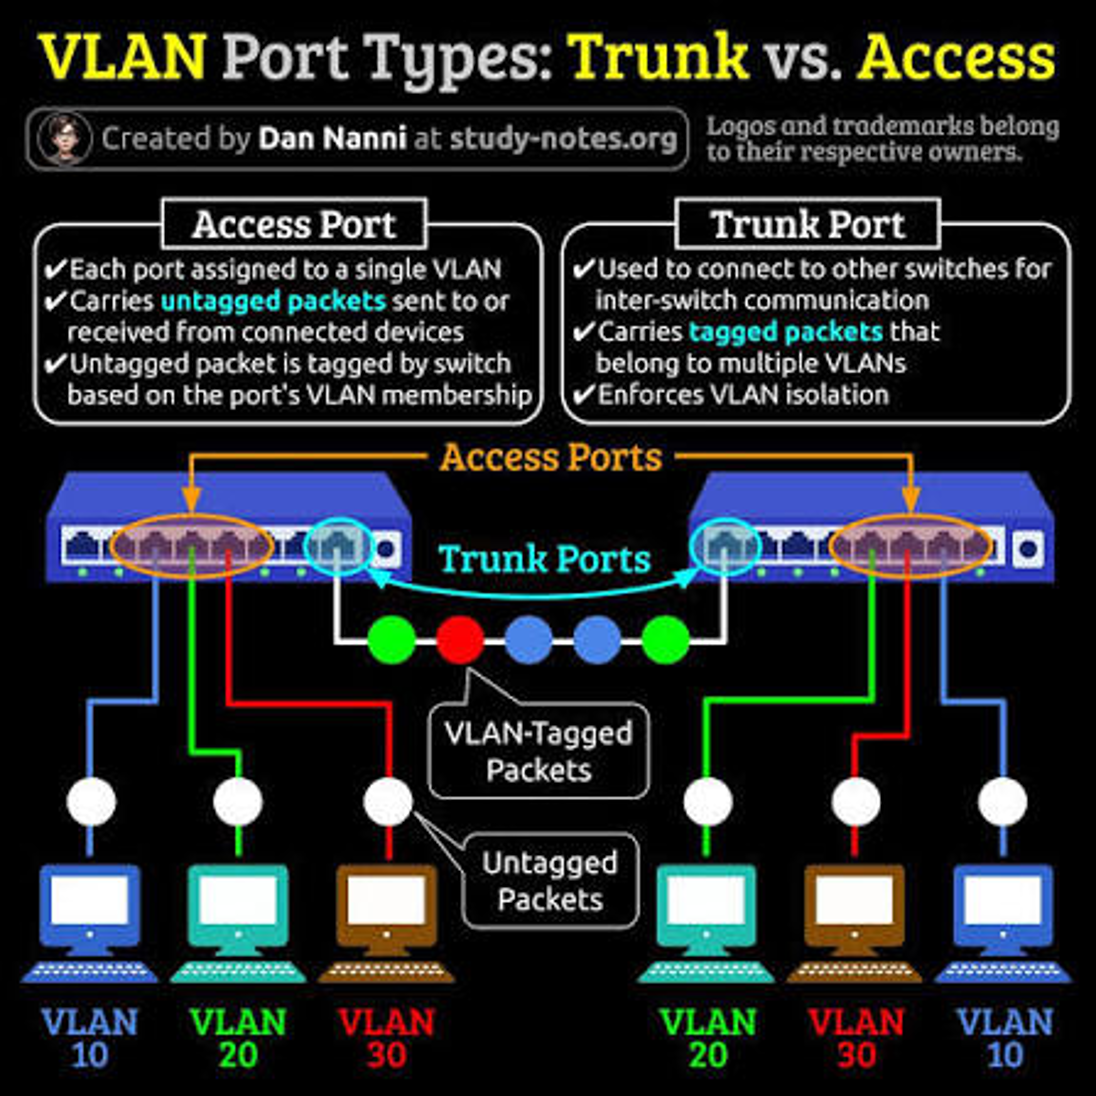 VLAN Port Types: Trunk vs. Access
Created by Dan Nanni at study-notes.org
Logos and trademarks belong
to their respective owners.
Access Port
✔Each port assigned to a single VLAN
✔Carries untagged packets sent to or
received from connected devices
✔Untagged packet is tagged by switch
based on the port's VLAN membership
Trunk Port
✔Used to connect to other switches for
inter-switch communication
✔Carries tagged packets that
belong to multiple VLANs
✔Enforces VLAN isolation
Access Ports
Trunk Ports
VLAN-Tagged
Packets
Untagged
Packets
VLAN
10
VLAN
20
VLAN
30
VLAN
20
VLAN
30
VLAN
10